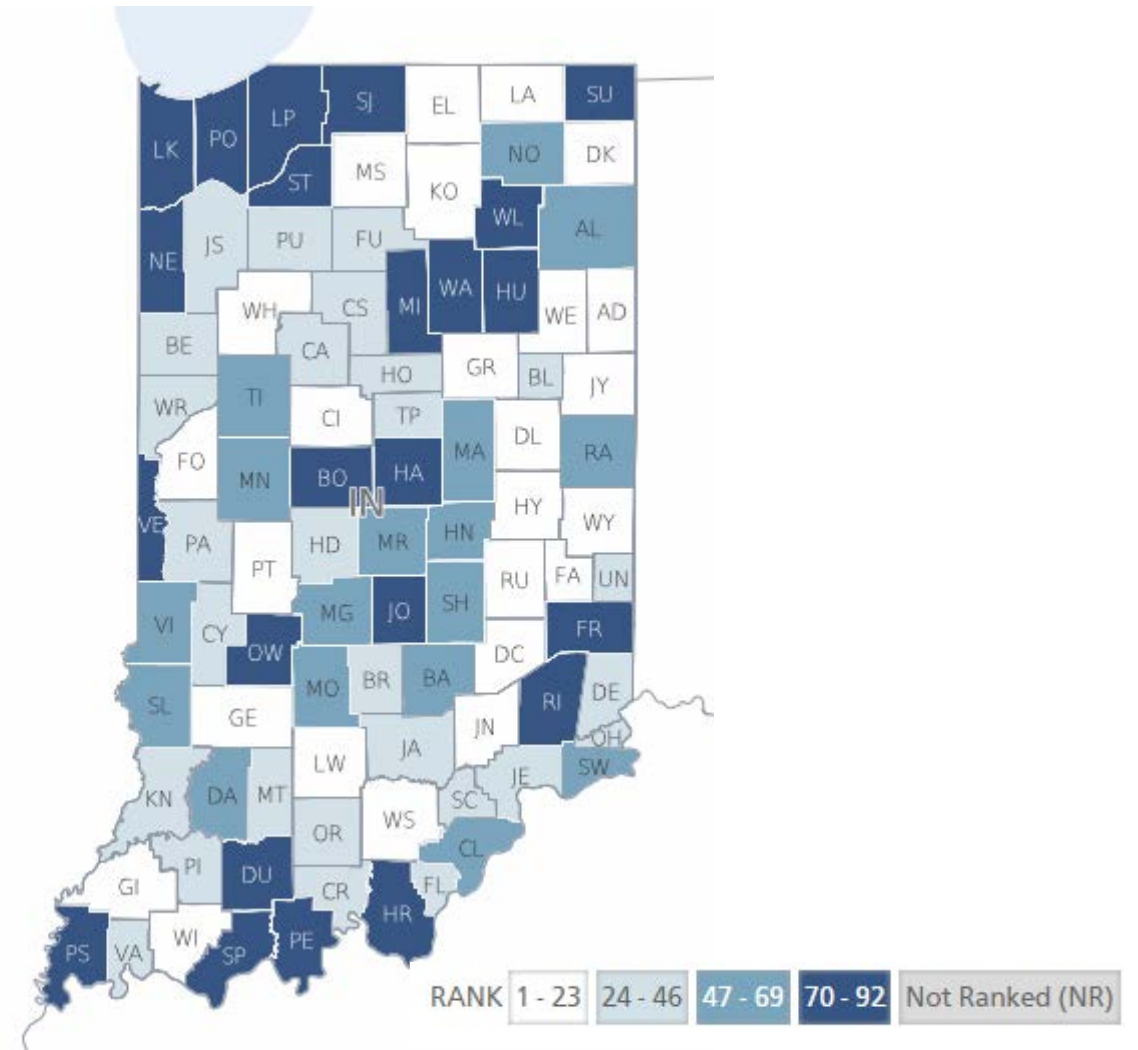 SJ EL LA SU
LK PO LP
ST MS KO NO DK
NE JS PU FU WL AL
WH CS MI WA HU WE AD
BE CA
WR TI HO GR BL JY
CI TP
FO MN BO HA MA DL RA
IN
VE PA HD MR HN HY WY
PT RU FA UN
VI CY MG JO SH FR
OW DC
SL MO BR BA RI DE
GE JN OH
LW JA SW
KN DA MT SC JE
OR WS CL
PI DU
GI CR FL
HR
PS VA WI SP PE
RANK 1 - 23 24 - 46 47 - 69 70 - 92 Not Ranked (NR)